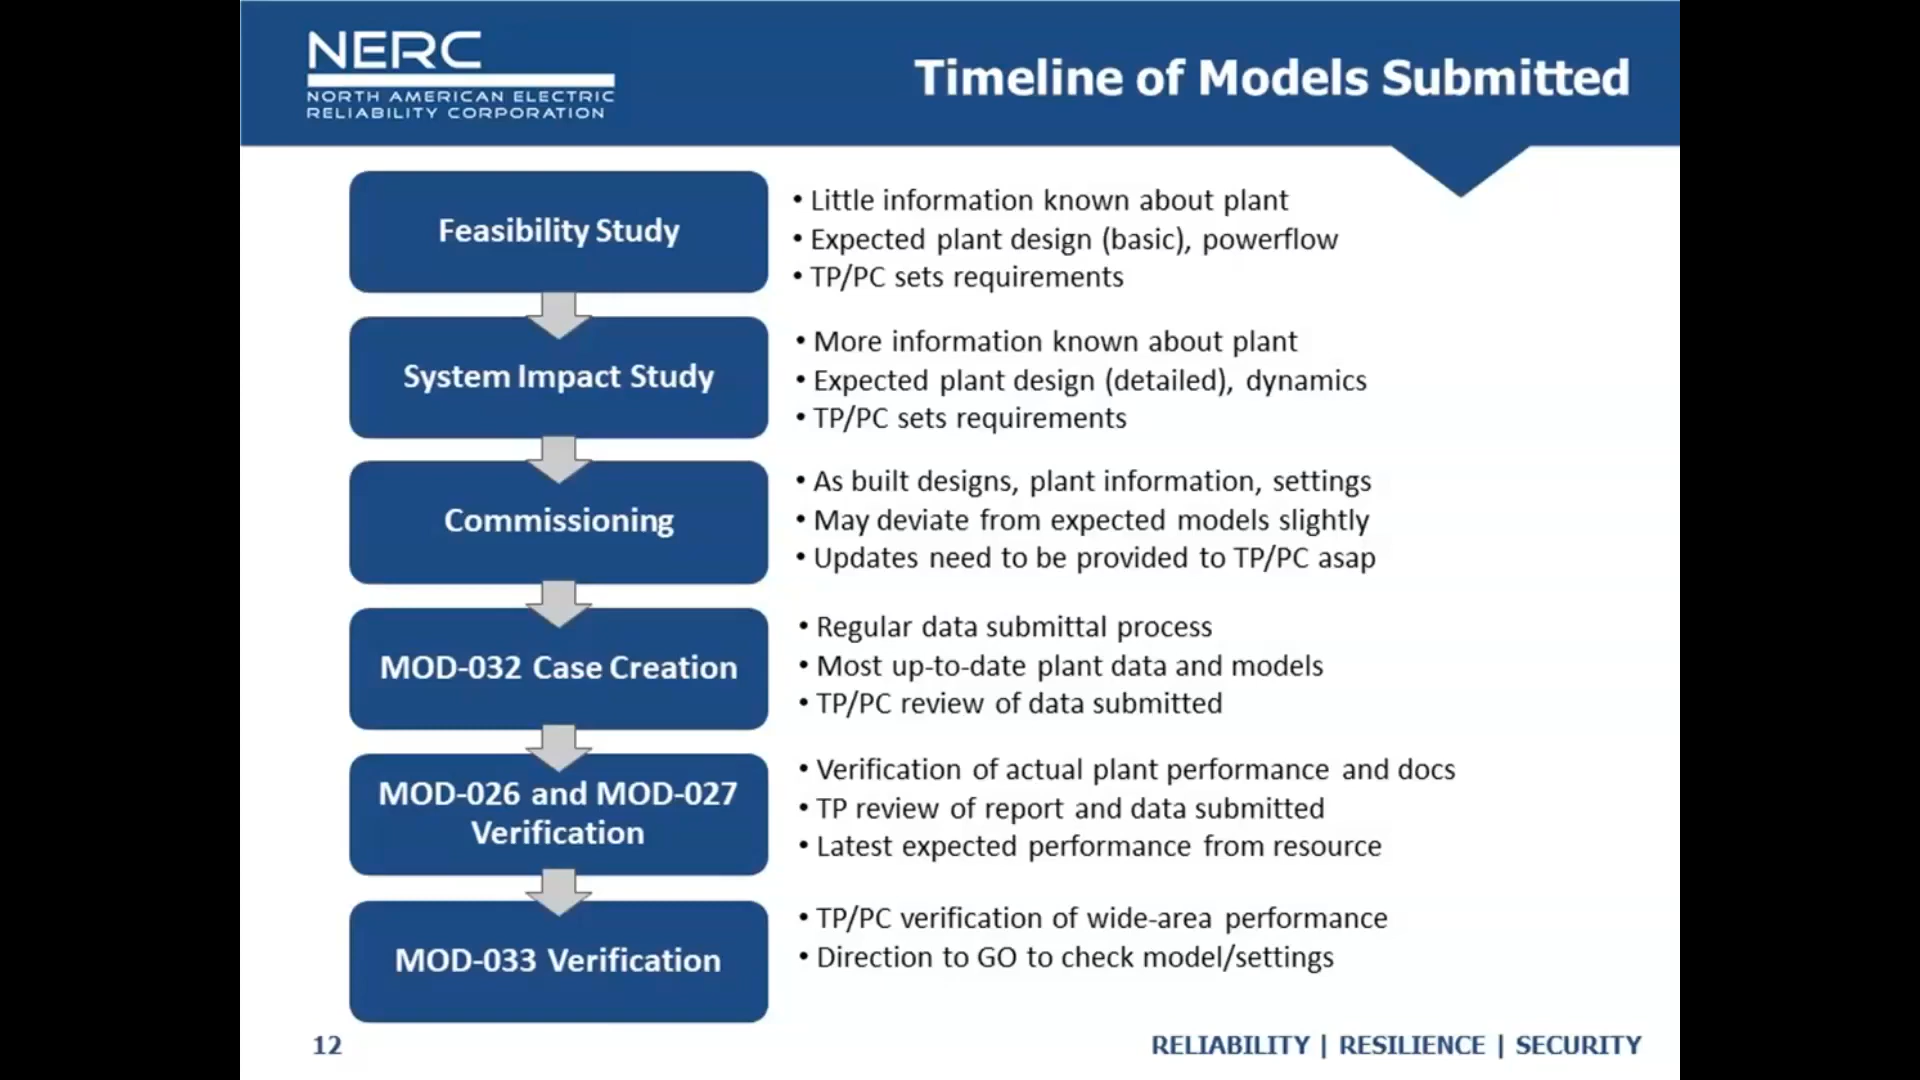 NERC
NORTH AMERICAN ELECTRIC
RELIABILITY CORPORATION
Timeline of Models Submitted
Feasibility Study
• Little information known about plant
• Expected plant design (basic), powerflow
• TP/PC sets requirements
System Impact Study
• More information known about plant
• Expected plant design (detailed), dynamics
• TP/PC sets requirements
Commissioning
• As built designs, plant information, settings
• May deviate from expected models slightly
• Updates need to be provided to TP/PC asap
MOD-032 Case Creation
• Regular data submittal process
• Most up-to-date plant data and models
• TP/PC review of data submitted
MOD-026 and MOD-027
Verification
• Verification of actual plant performance and docs
• TP review of report and data submitted
• Latest expected performance from resource
MOD-033 Verification
• TP/PC verification of wide-area performance
• Direction to GO to check model/settings
12
RELIABILITY | RESILIENCE | SECURITY